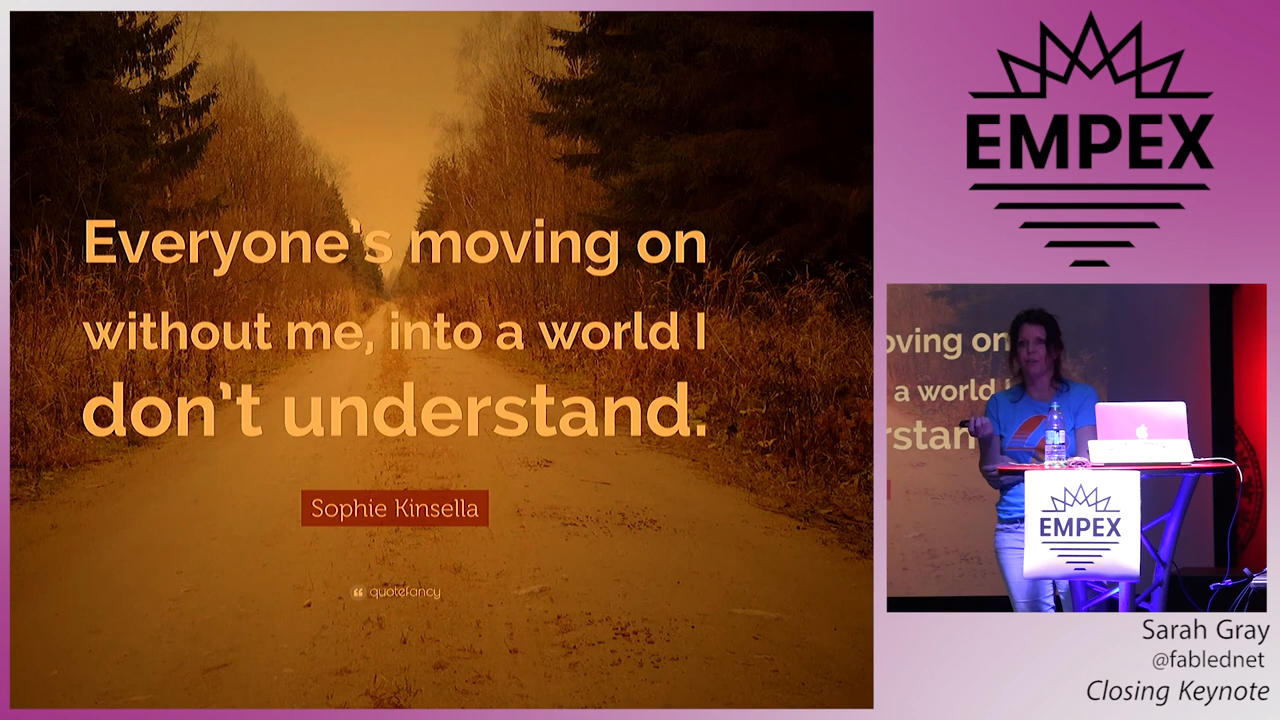 Everyone's moving on
without me, into a world I
don't understand.
Sophie Kinsella
quotefancy
EMPEX
oving on
a world I
rstan
EMPEX
Sarah Gray
@fablednet
Closing Keynote